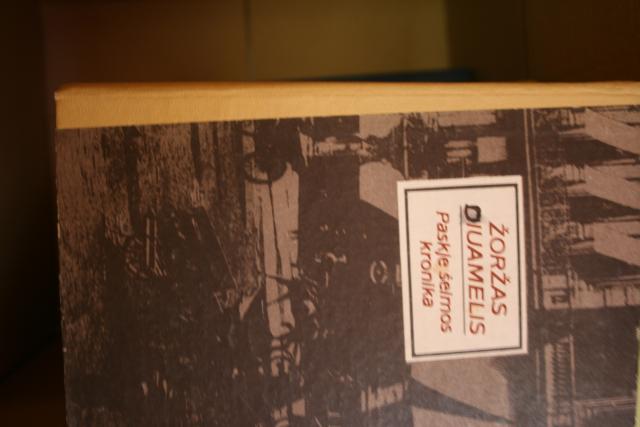 ŽORŽAS
DIUAMELIS
Paskje šeimos
kronika